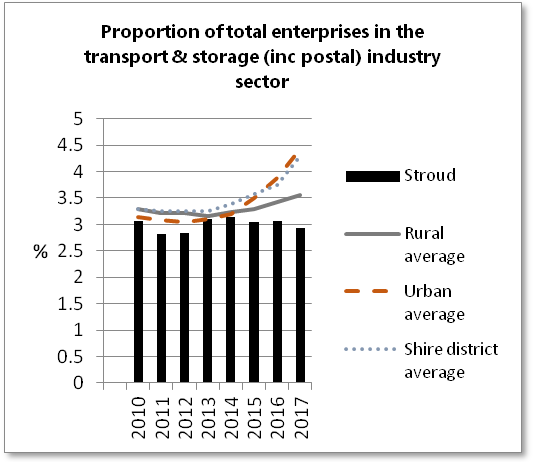 Proportion of total enterprises in the
transport & storage (inc postal) industry
sector
5
4.5
4
3.5
3
2.5
2
1.5
1
0.5
0
%
2010
2011
2012
2013
2014
2015
2016
2017
Stroud
Rural
average
Urban
average
Shire district
average